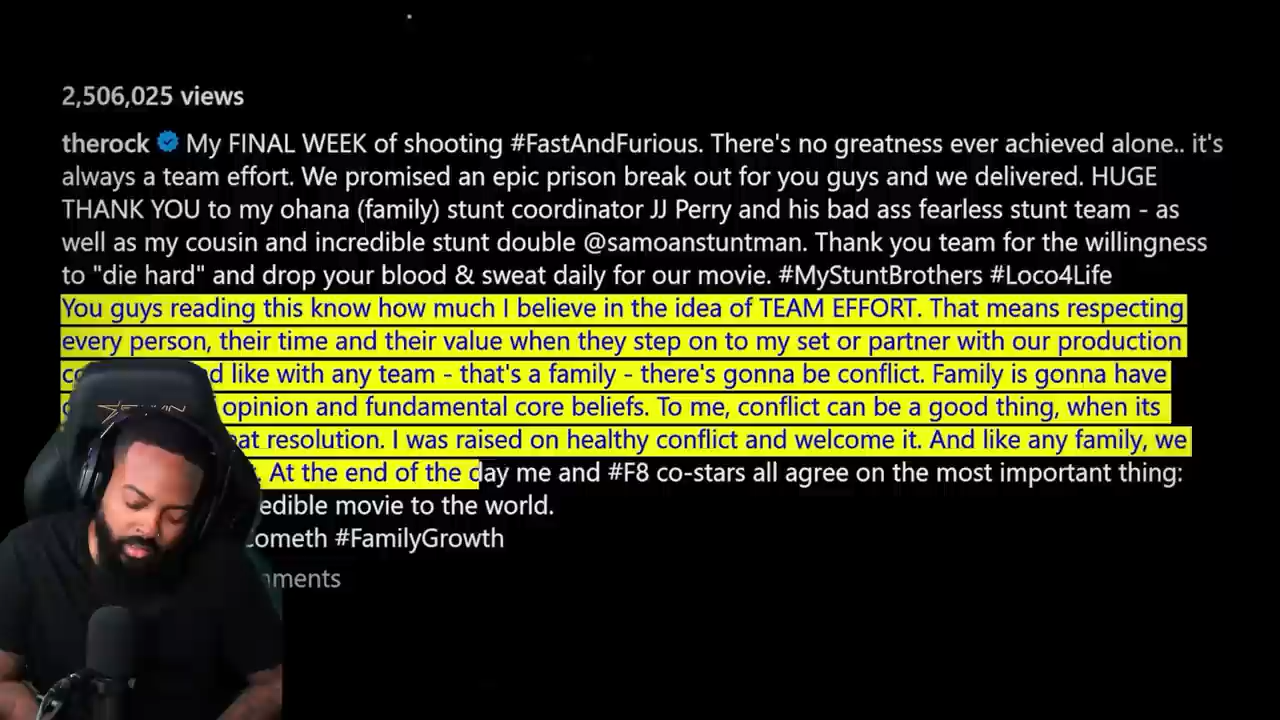 2,506,025 views
therock My FINAL WEEK of shooting #FastAndFurious. There's no greatness ever achieved alone.. it's
always a team effort. We promised an epic prison break out for you guys and we delivered. HUGE
THANK YOU to my ohana (family) stunt coordinator JJ Perry and his bad ass fearless stunt team - as
well as my cousin and incredible stunt double @samoanstuntman. Thank you team for the willingness
to "die hard" and drop your blood & sweat daily for our movie. #MyStuntBrothers #Loco4Life
You guys reading this know how much I believe in the idea of TEAM EFFORT. That means respecting
every person, their time and their value when they step on to my set or partner with our production
like with any team - that's a family - there's gonna be conflict. Family is gonna have
opinion and fundamental core beliefs. To me, conflict can be a good thing, when its
resolution. I was raised on healthy conflict and welcome it. And like any family, we
. At the end of the day me and #F8 co-stars all agree on the most important thing:
movie to the world.
#FamilyGrowth